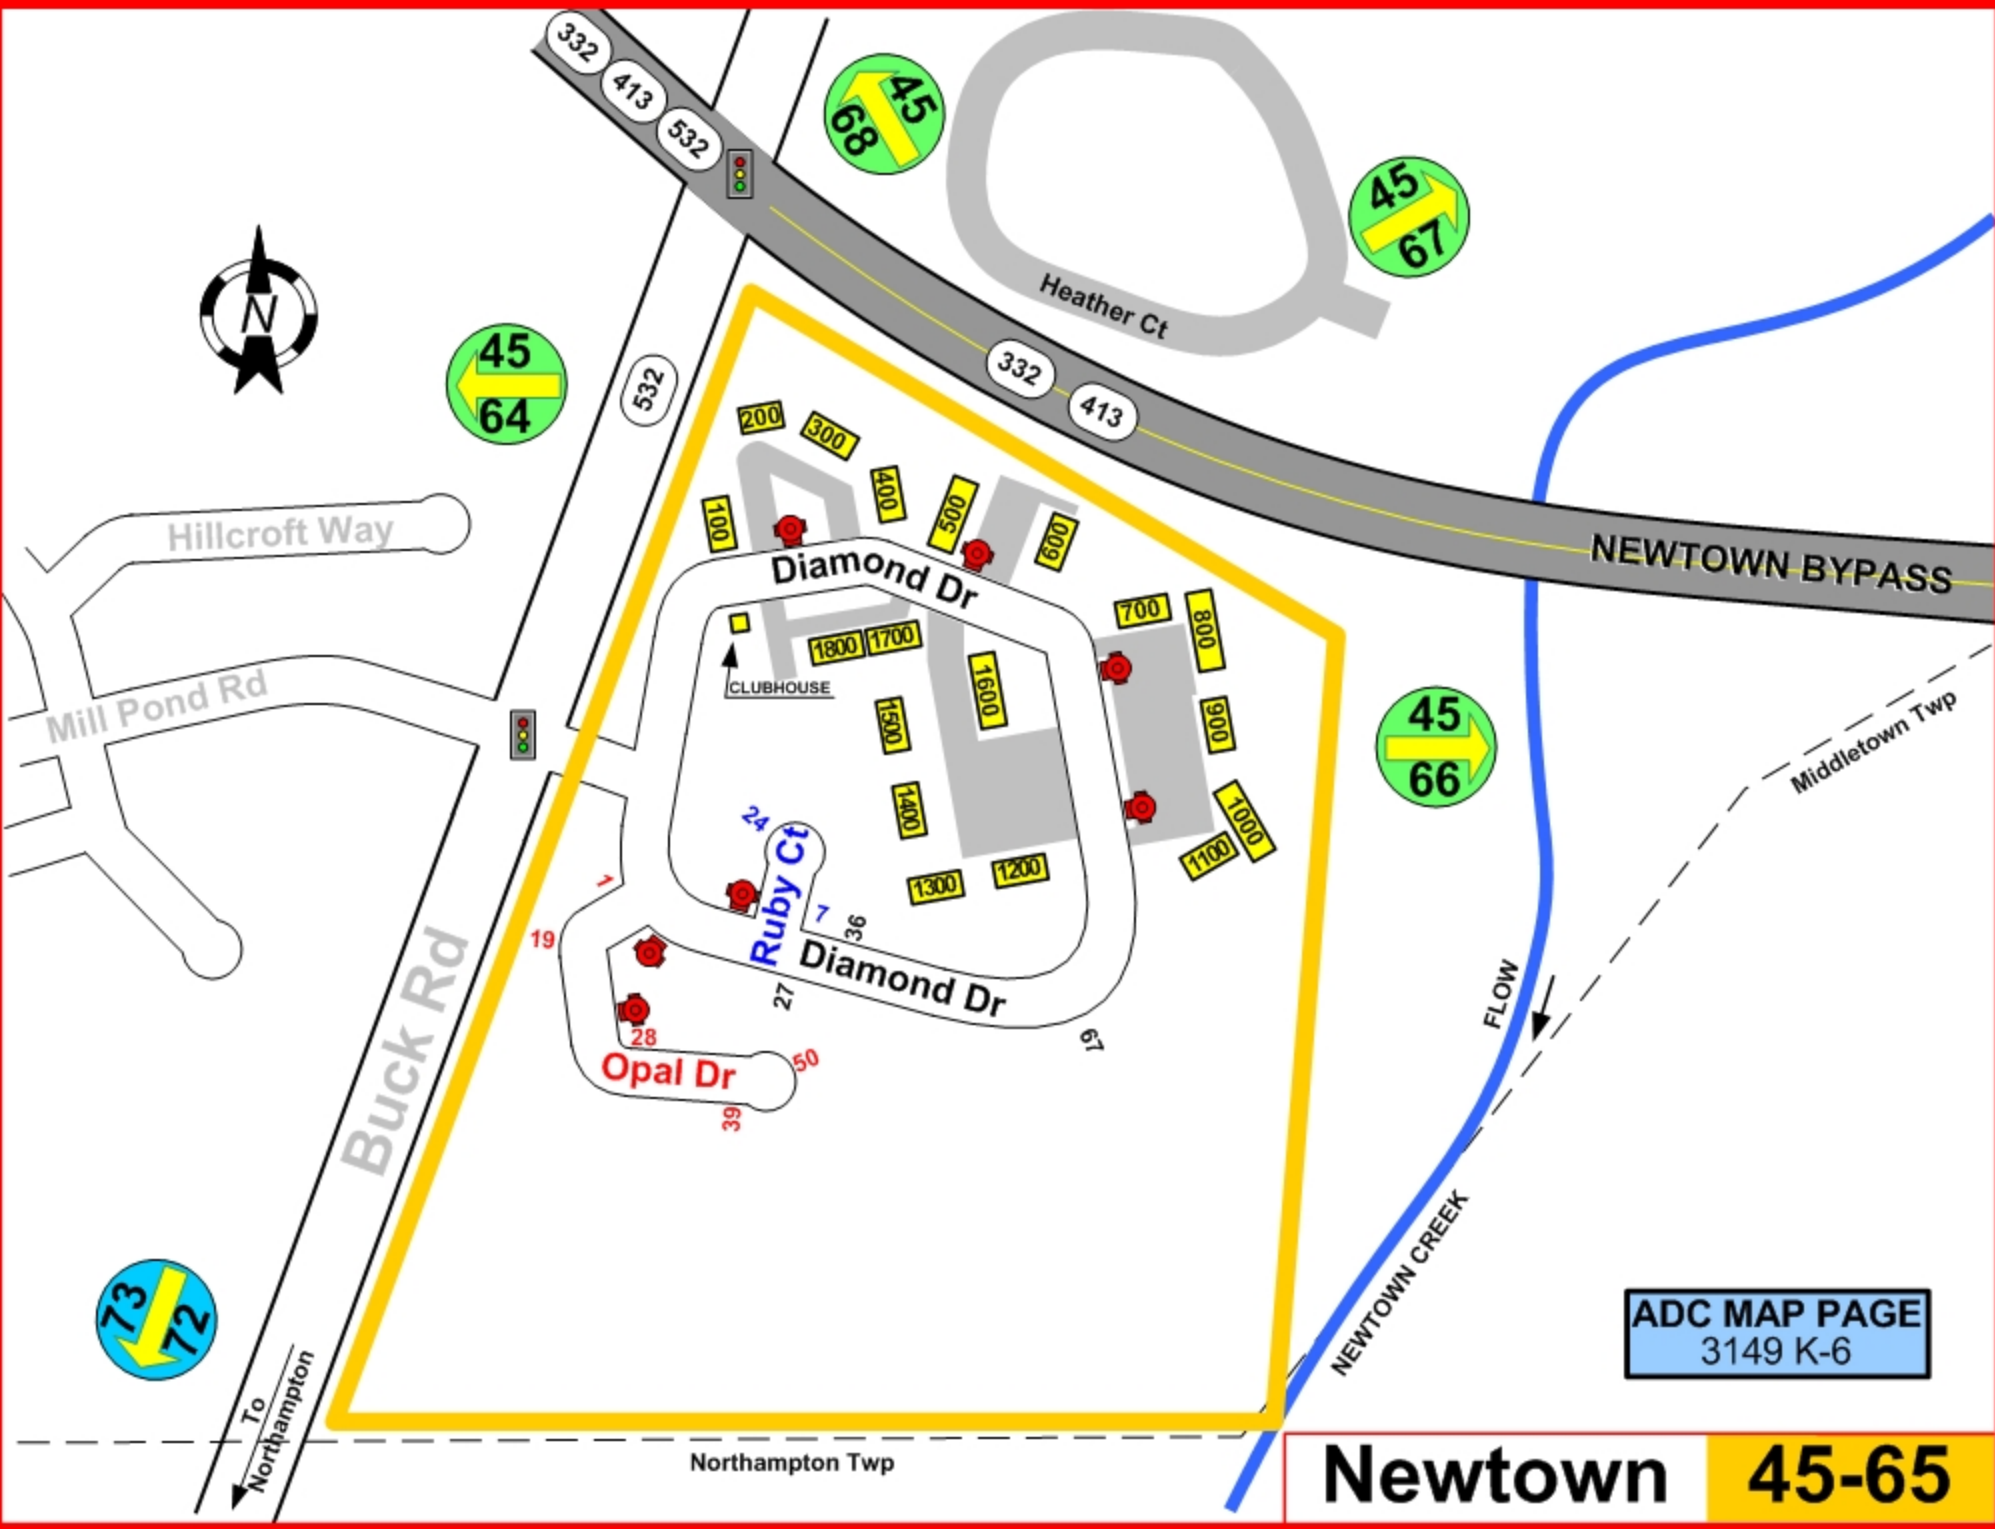 332
413
532
45
68
45
67
Heather Ct
N
45
64
532
332
413
200
300
400
100
500
600
Hillcroft Way
Diamond Dr
NEWTOWN BYPASS
700
800
1800
1700
CLUBHOUSE
1600
Mill Pond Rd
1500
900
45
66
Middletown Twp
1400
1000
1100
24
Ruby Ct
7
36
1300
1200
1
19
Diamond Dr
27
67
FLOW
28
Opal Dr
50
39
Buck Rd
NEWTOWN CREEK
73
72
ADC MAP PAGE
3149 K-6
To
Northampton
Northampton Twp
Newtown 45-65